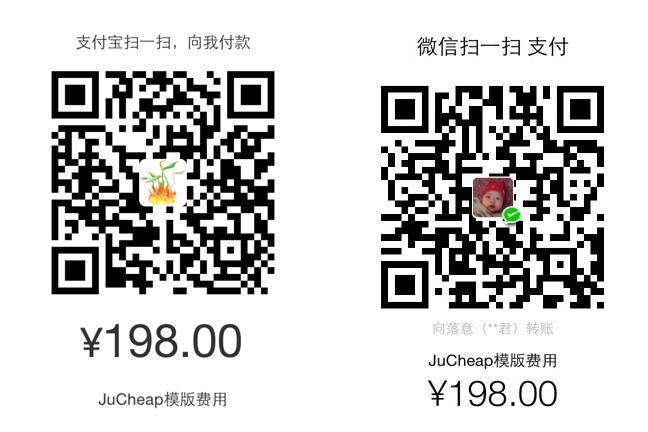 支付宝扫一扫，向我付款
¥198.00
JuCheap模版费用
微信扫一扫 支付
向落意（**君）转账
JuCheap模版费用
¥198.00